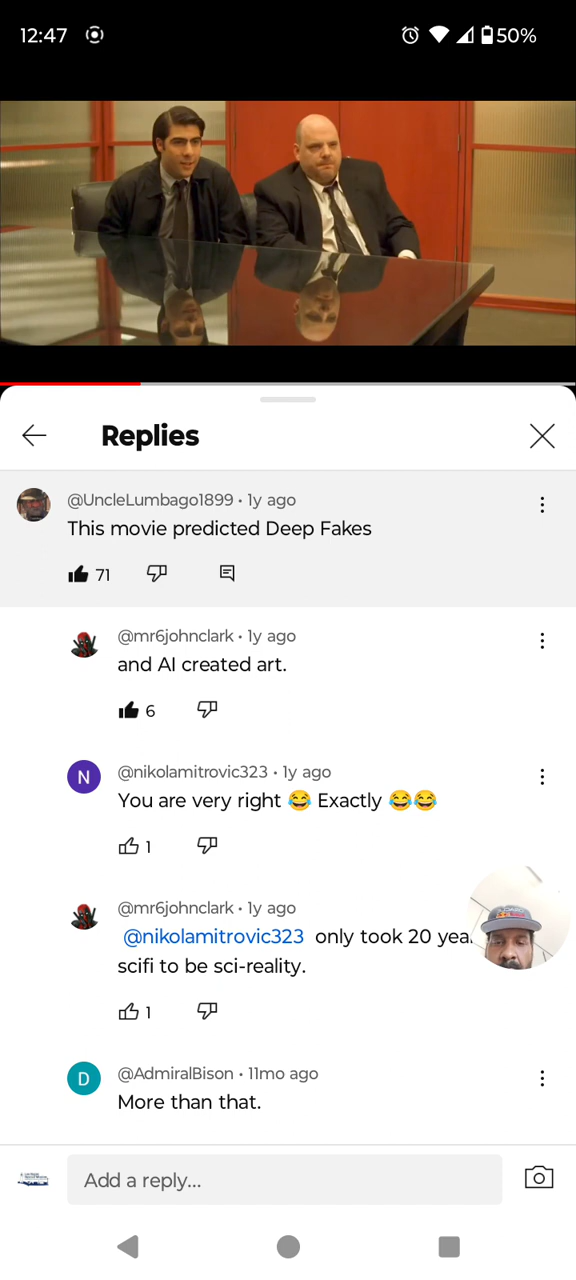 12:47
50%
Replies
@UncleLumbago1899 • 1y ago
This movie predicted Deep Fakes
71
@mr6johnclark • 1y ago
and AI created art.
6
N
@nikolamitrovic323 • 1y ago
You are very right 😂 Exactly 😂😂
1
@mr6johnclark • 1y ago
@nikolamitrovic323 only took 20
scifi to be sci-reality.
1
D
@AdmiralBison • 11mo ago
More than that.
Add a reply...